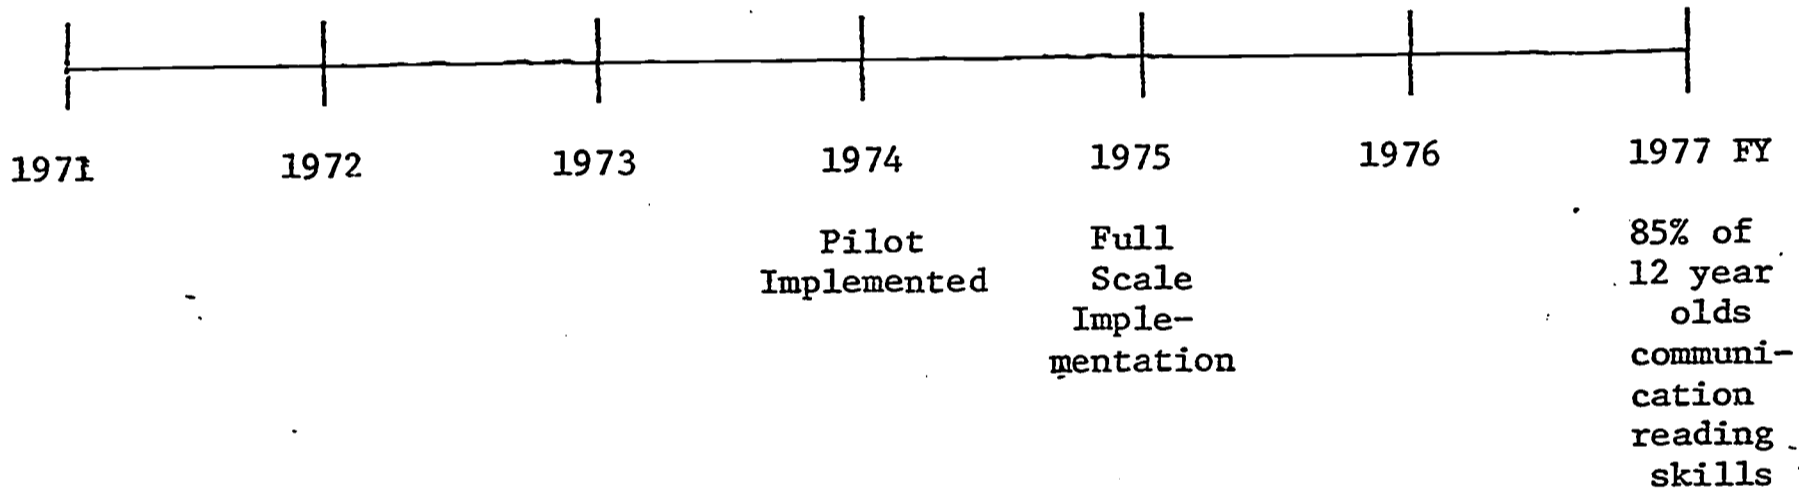 1971 1972 1973 1974 1975 1976 1977 FY
Pilot
Implemented
Full
Scale
Imple-
mentation
85% of
12 year
olds
communi-
cation
reading
skills